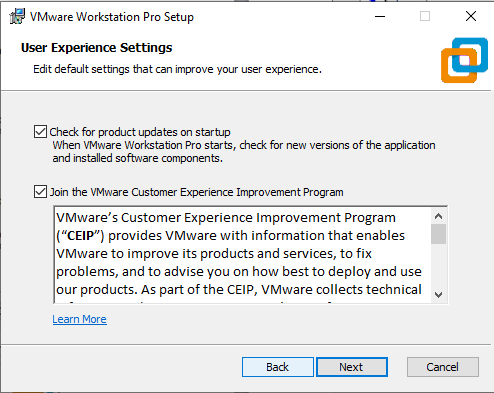 VMware Workstation Pro Setup
User Experience Settings
Edit default settings that can improve your user experience.
Check for product updates on startup
When VMware Workstation Pro starts, check for new versions of the application
and installed software components.
Join the VMware Customer Experience Improvement Program
VMware's Customer Experience Improvement Program
("CEIP") provides VMware with information that enables
VMware to improve its products and services, to fix
problems, and to advise you on how best to deploy and use
our products. As part of the CEIP, VMware collects technical
Learn More
Back
Next
Cancel